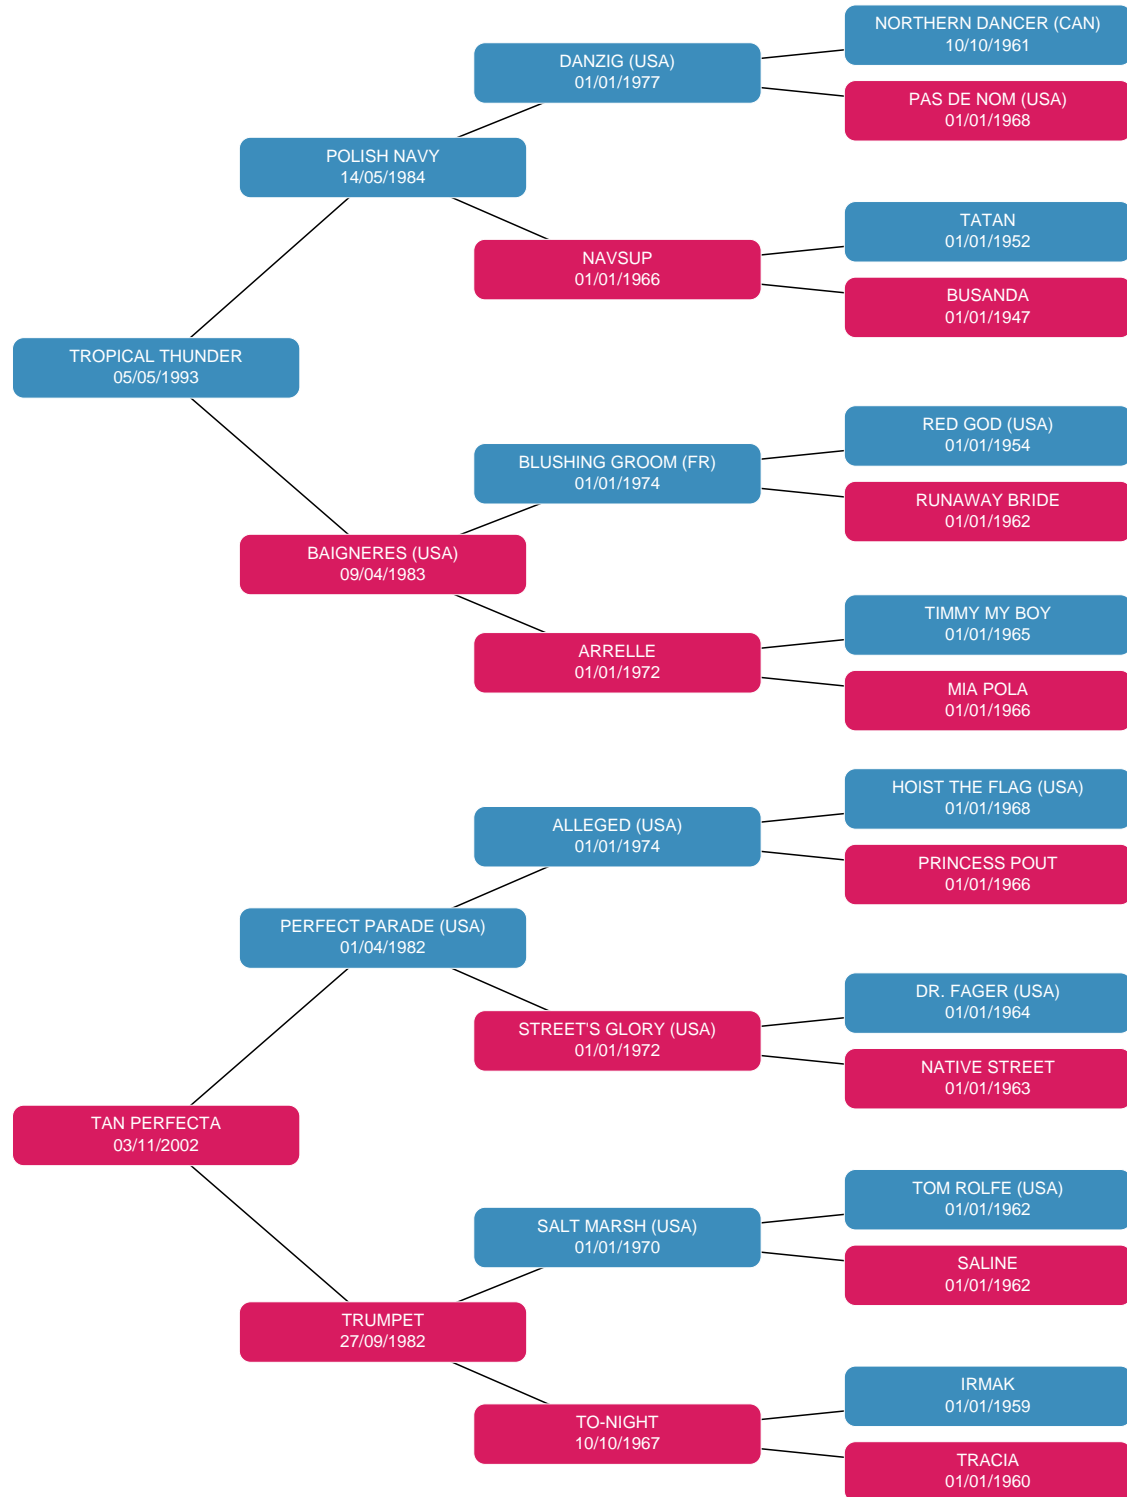 NORTHERN DANCER (CAN)
10/10/1961
DANZIG (USA)
01/01/1977
PAS DE NOM (USA)
01/01/1968
POLISH NAVY
14/05/1984
TATAN
01/01/1952
NAVSUP
01/01/1966
BUSANDA
01/01/1947
TROPICAL THUNDER
05/05/1993
RED GOD (USA)
01/01/1954
BLUSHING GROOM (FR)
01/01/1974
RUNAWAY BRIDE
01/01/1962
BAIGNERES (USA)
09/04/1983
TIMMY MY BOY
01/01/1965
ARRELLE
01/01/1972
MIA POLA
01/01/1966
HOIST THE FLAG (USA)
01/01/1968
ALLEGED (USA)
01/01/1974
PRINCESS POUT
01/01/1966
PERFECT PARADE (USA)
01/04/1982
DR. FAGER (USA)
01/01/1964
STREET'S GLORY (USA)
01/01/1972
NATIVE STREET
01/01/1963
TAN PERFECTA
03/11/2002
TOM ROLFE (USA)
01/01/1962
SALT MARSH (USA)
01/01/1970
SALINE
01/01/1962
TRUMPET
27/09/1982
IRMAK
01/01/1959
TO-NIGHT
10/10/1967
TRACIA
01/01/1960